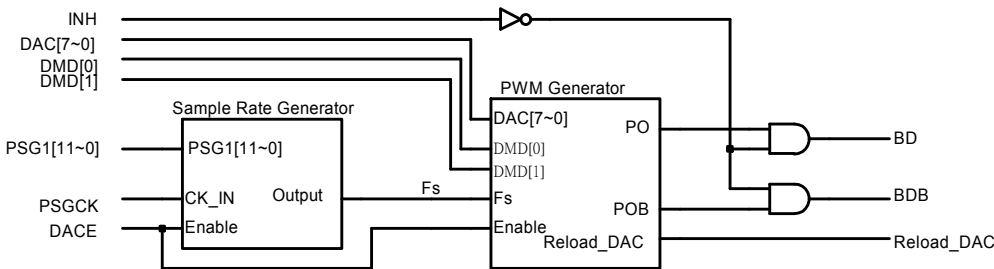 INH
DAC[7~0]
DMD[0]
DMD[1]
PWM Generator
Sample Rate Generator
DAC[7~0]
PO
BD
PSG1[11~0]
PSG1[11~0]
DMD[0]
DMD[1]
Fs
PSGCK
CK_IN
Output
Fs
POB
BDB
DACE
Enable
Enable
Reload_DAC
Reload_DAC